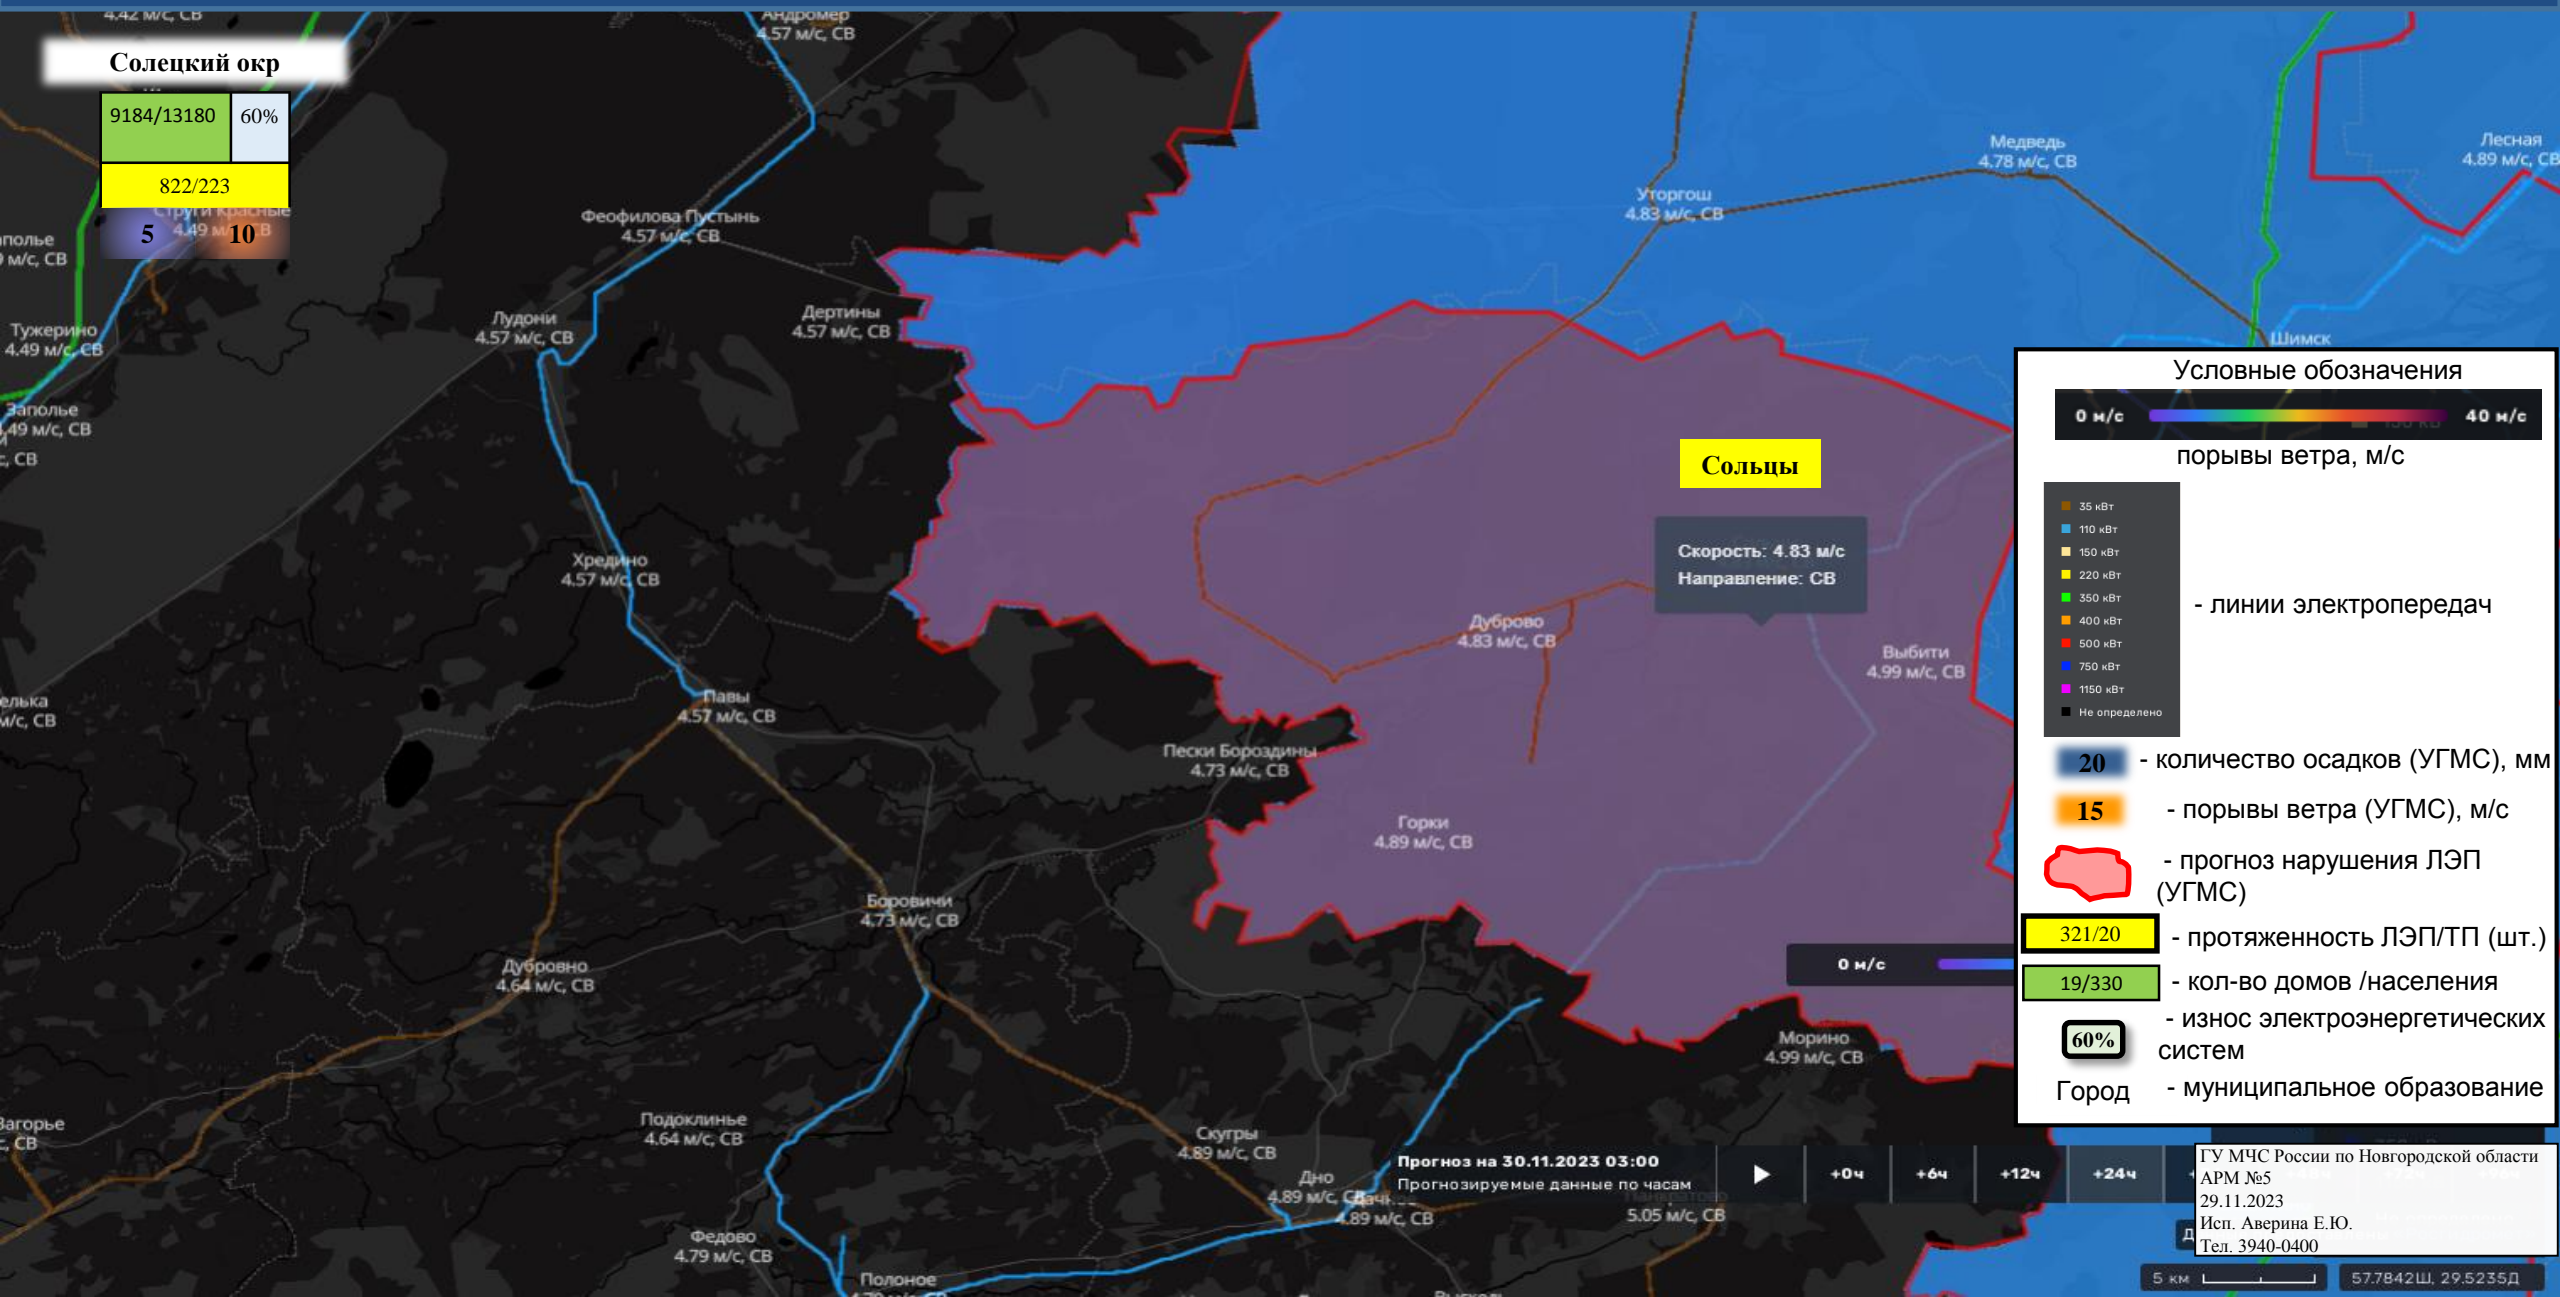 4.42 м/с, СВ
Андромер
4.57 м/с, СВ
Солецкий окр
9184/13180
60%
822/223
5
10
Струги Красные
Феофилова Пустынь
4.57 м/с, СВ
Медведь
4.78 м/с, СВ
Лесная
4.89 м/с, СВ
Уторгош
4.83 м/с, СВ
Тужерино
4.49 м/с, СВ
Лудони
4.57 м/с, СВ
Дертины
4.57 м/с, СВ
Шимск
Заполье
4.49 м/с, СВ
Сольцы
Скорость: 4.83 м/с
Направление: СВ
Хредино
4.57 м/с, СВ
Дуброво
4.83 м/с, СВ
Выбити
4.99 м/с, СВ
Павы
4.57 м/с, СВ
Пески Бороздины
4.73 м/с, СВ
Горки
4.89 м/с, СВ
Боровичи
4.73 м/с, СВ
Дубровно
4.64 м/с, СВ
0 м/с
Морино
4.99 м/с, СВ
Подоклинье
4.64 м/с, СВ
Скугры
4.89 м/с, СВ
Дно
4.89 м/с, СВ
4.89 м/с, СВ
5.05 м/с, СВ
Федово
4.79 м/с, СВ
Полоное
Условные обозначения
0 м/с
40 м/с
порывы ветра, м/с
35 кВт
110 кВт
150 кВт
220 кВт
350 кВт
400 кВт
500 кВт
750 кВт
1150 кВт
Не определено
- линии электропередач
20 - количество осадков (УГМС), мм
15 - порывы ветра (УГМС), м/с
- прогноз нарушения ЛЭП
(УГМС)
321/20 - протяженность ЛЭП/ТП (шт.)
19/330 - кол-во домов /населения
- износ электроэнергетических
60% систем
Город - муниципальное образование
Прогноз на 30.11.2023 03:00
Прогнозируемые данные по часам
+0ч +6ч +12ч +24ч
ГУ МЧС России по Новгородской области
АРМ №5
29.11.2023
Исп. Аверина Е.Ю.
Тел. 3940-0400
5 км
57.7842Ш, 29.5235Д